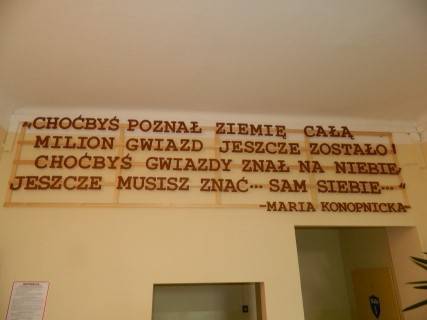 „CHOĆBYŚ POZNAŁ ZIEMIĘ CAŁĄ
MILION GWIAZD JESZCZE ZOSTAŁO!
CHOĆBYŚ GWIAZDY ZNAŁ NA NIEBIE,
JESZCZE MUSISZ ZNAĆ... SAM SIEBIE..."
-MARIA KONOPNICKA-